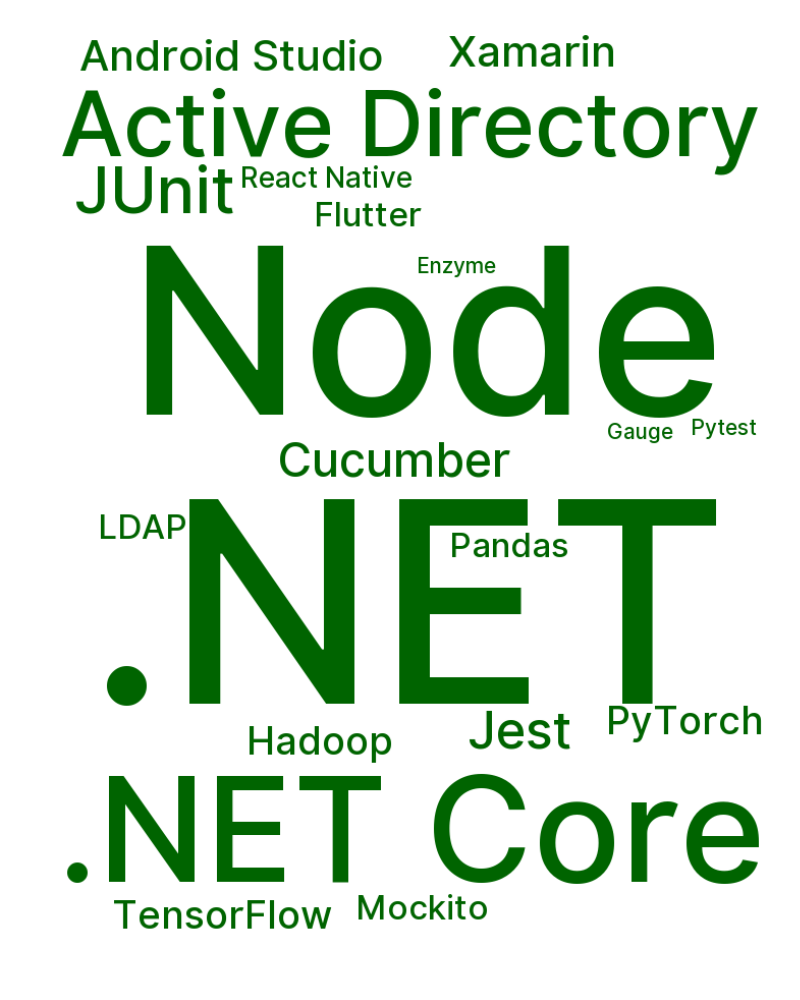 Android Studio
Xamarin
Active Directory
JUnit
React Native
Flutter
Enzyme
Node
Gauge
Pytest
Cucumber
LDAP
.NET
Pandas
Hadoop
Jest
PyTorch
.NET Core
TensorFlow
Mockito